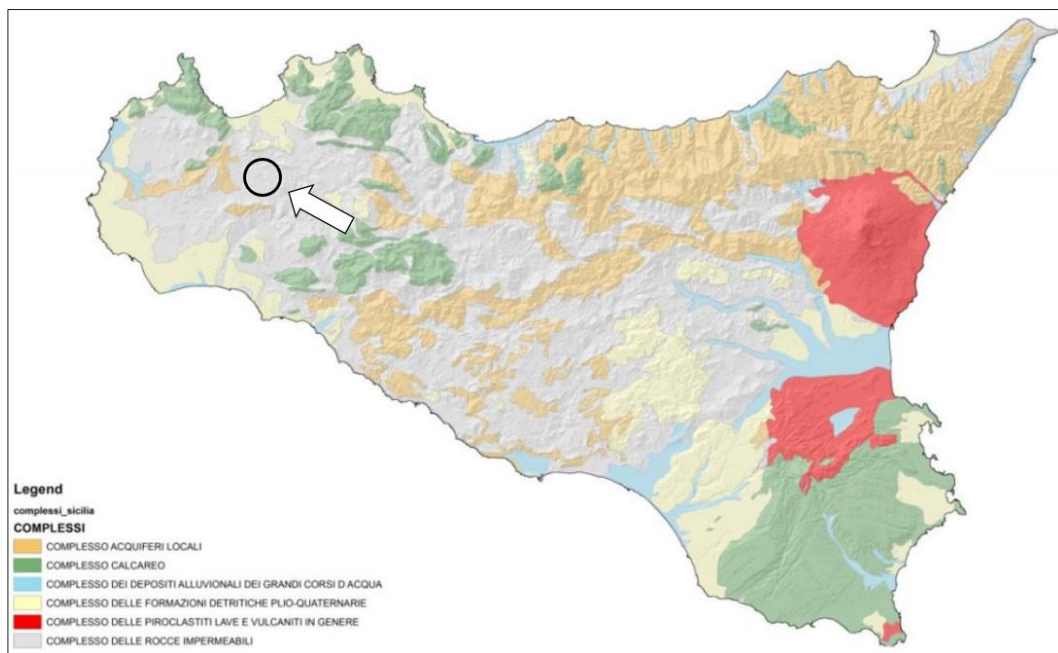 Legend
complessi_sicilia
COMPLESSI
COMPLESSO ACQUIFERI LOCALI
COMPLESSO CALCAREO
COMPLESSO DEI DEPOSITI ALLUVIONALI DEI GRANDI CORSI D ACQUA
COMPLESSO DELLE FORMAZIONI DETRITICHE PLIO-QUATERNARIE
COMPLESSO DELLE PIROCLASTITI LAVE E VULCANITI IN GENERE
COMPLESSO DELLE ROCCE IMPERMEABILI